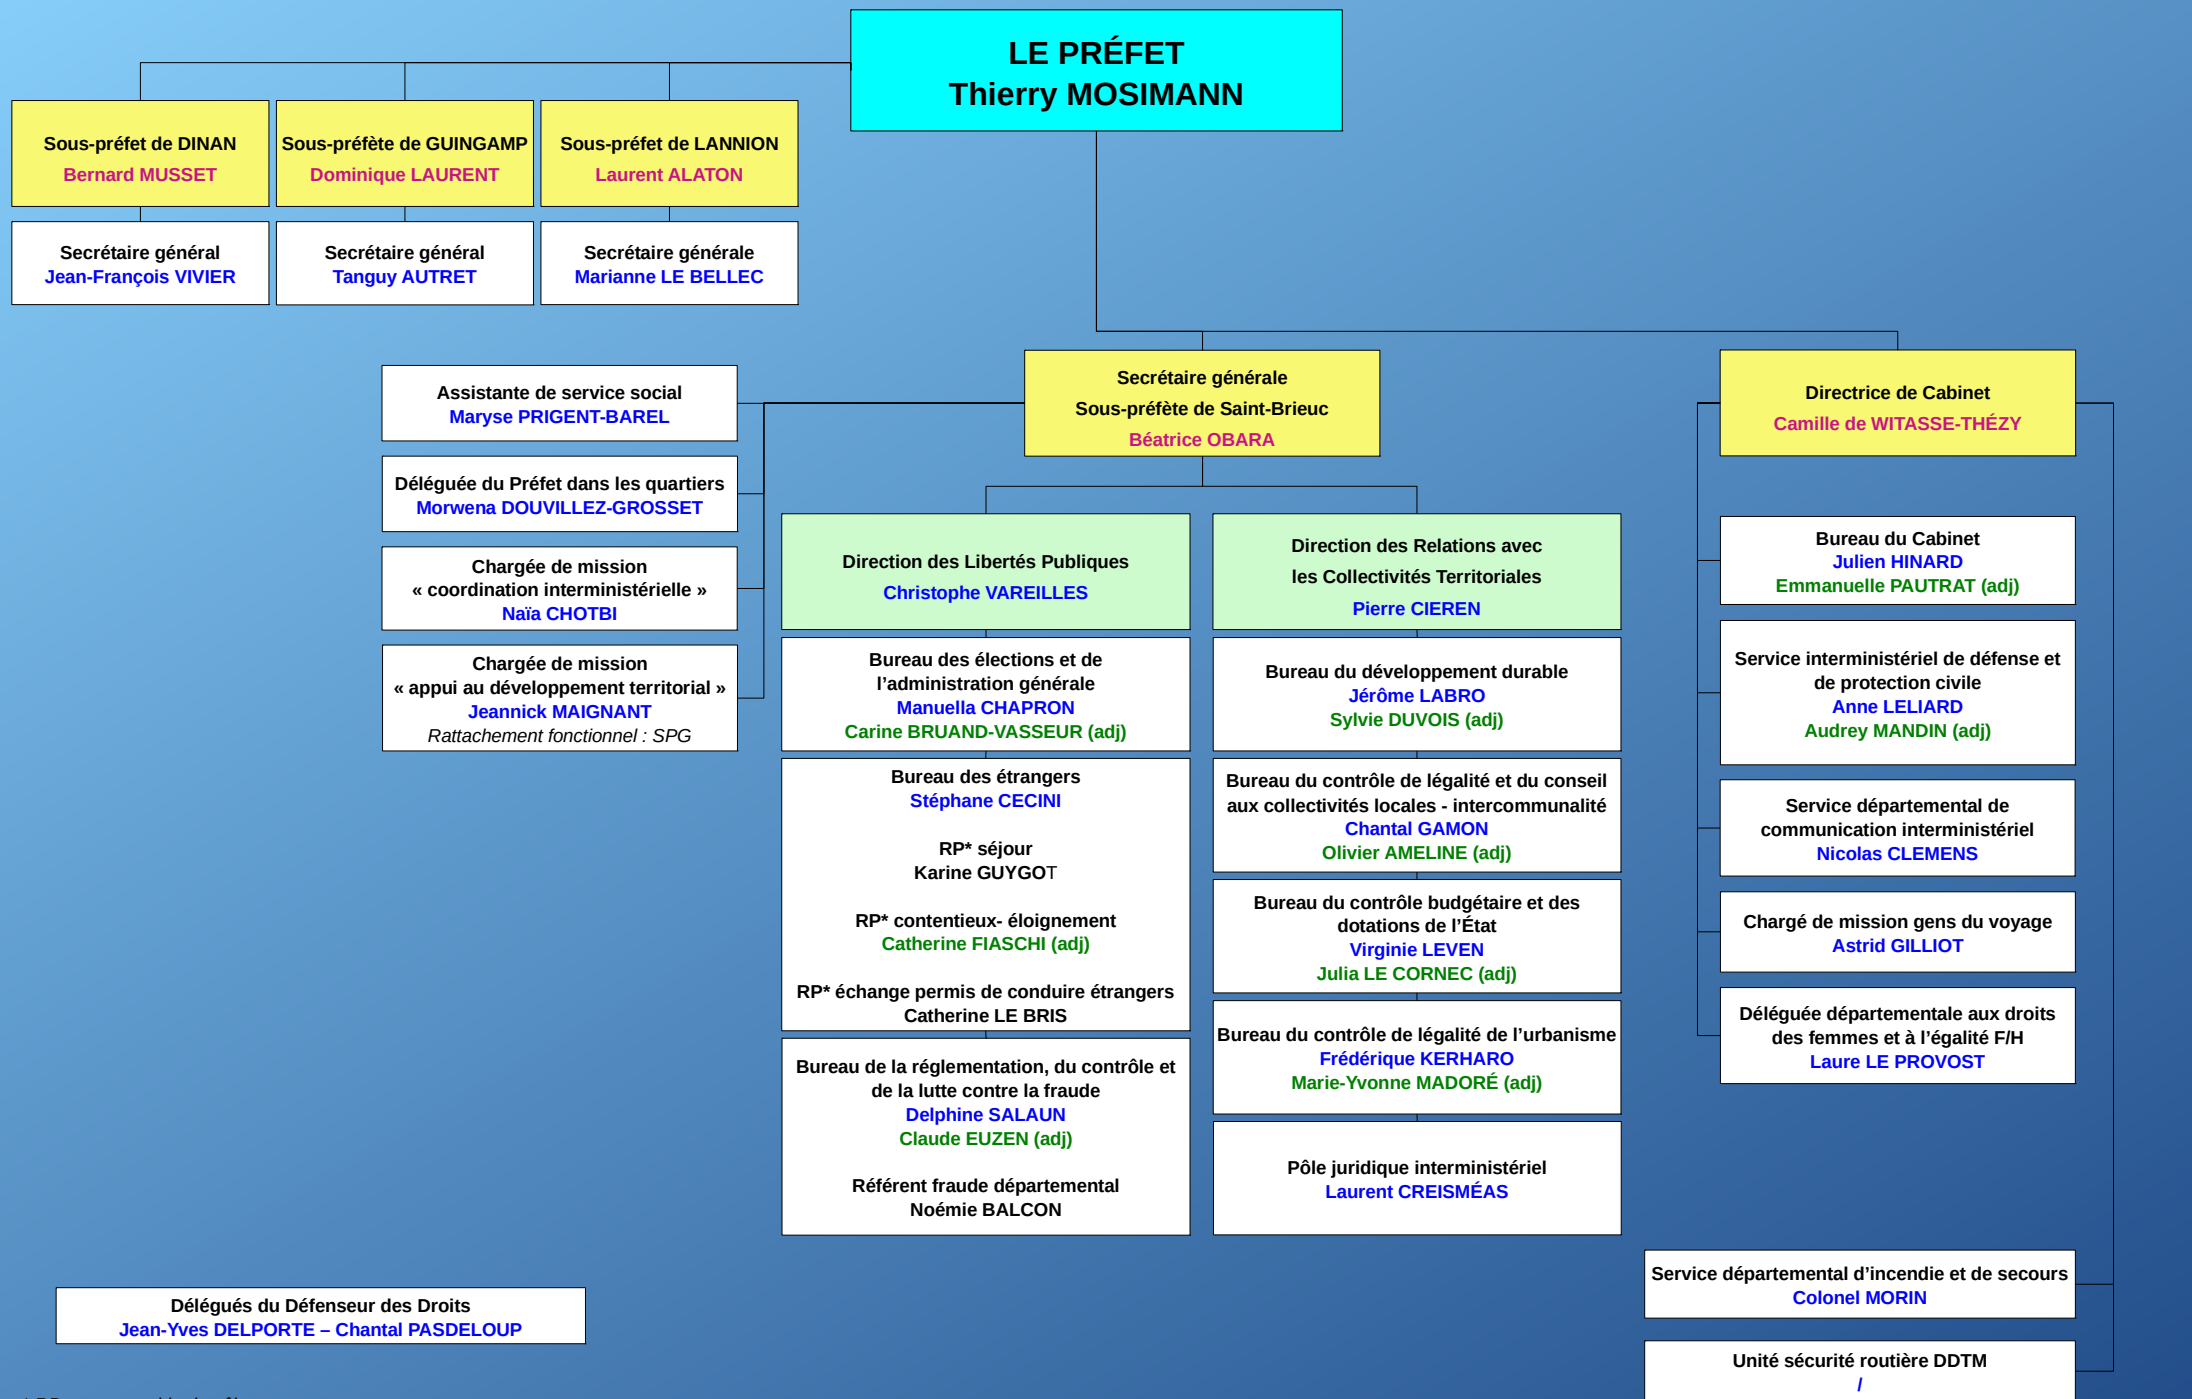 LE PRÉFET
Thierry MOSIMANN
Sous-préfet de DINAN
Bernard MUSSET
Sous-préfète de GUINGAMP
Dominique LAURENT
Sous-préfet de LANNION
Laurent ALATON
Secrétaire général
Jean-François VIVIER
Secrétaire général
Tanguy AUTRET
Secrétaire générale
Marianne LE BELLEC
Secrétaire générale
Sous-préfète de Saint-Brieuc
Béatrice OBARA
Directrice de Cabinet
Camille de WITASSE-THÉZY
Assistante de service social
Maryse PRIGENT-BAREL
Déléguée du Préfet dans les quartiers
Morwena DOUVILLEZ-GROSSET
Chargée de mission
« coordination interministérielle »
Naïa CHOTBI
Chargée de mission
« appui au développement territorial »
Jeannick MAIGNANT
Rattachement fonctionnel : SPG
Direction des Libertés Publiques
Christophe VAREILLES
Bureau des élections et de
l’administration générale
Manuella CHAPRON
Carine BRUAND-VASSEUR (adj)
Bureau des étrangers
Stéphane CECINI
RP* séjour
Karine GUYGOT
RP* contentieux- éloignement
Catherine FIASCHI (adj)
RP* échange permis de conduire étrangers
Catherine LE BRIS
Bureau de la réglementation, du contrôle et
de la lutte contre la fraude
Delphine SALAUN
Claude EUZEN (adj)
Référent fraude départemental
Noémie BALCON
Direction des Relations avec
les Collectivités Territoriales
Pierre CIEREN
Bureau du développement durable
Jérôme LABRO
Sylvie DUVOIS (adj)
Bureau du contrôle de légalité et du conseil
aux collectivités locales - intercommunalité
Chantal GAMON
Olivier AMELINE (adj)
Bureau du contrôle budgétaire et des
dotations de l’État
Virginie LEVEN
Julia LE CORNEC (adj)
Bureau du contrôle de légalité de l’urbanisme
Frédérique KERHARO
Marie-Yvonne MADORÉ (adj)
Pôle juridique interministériel
Laurent CREISMÉAS
Bureau du Cabinet
Julien HINARD
Emmanuelle PAUTRAT (adj)
Service interministériel de défense et
de protection civile
Anne LELIARD
Audrey MANDIN (adj)
Service départemental de
communication interministériel
Nicolas CLEMENS
Chargé de mission gens du voyage
Astrid GILLIOT
Déléguée départementale aux droits
des femmes et à l’égalité F/H
Laure LE PROVOST
Service départemental d’incendie et de secours
Colonel MORIN
Unité sécurité routière DDTM
/
Délégués du Défenseur des Droits
Jean-Yves DELPORTE – Chantal PASDELOUP